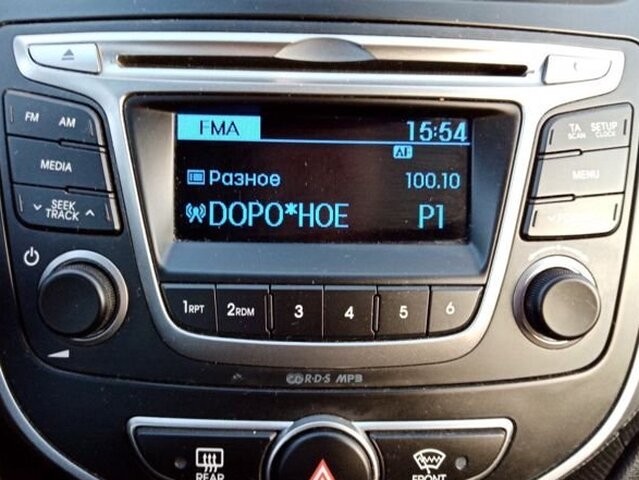 FMA 15:54
AF
Разное 100.10
DOPO*HOE P1
FM AM
MEDIA
SEEK
TRACK
TA SETUP
SCAN CLOCK
MENU
1RPT 2RDM 3 4 5 6
R·D·S MP3
REAR
FRONT